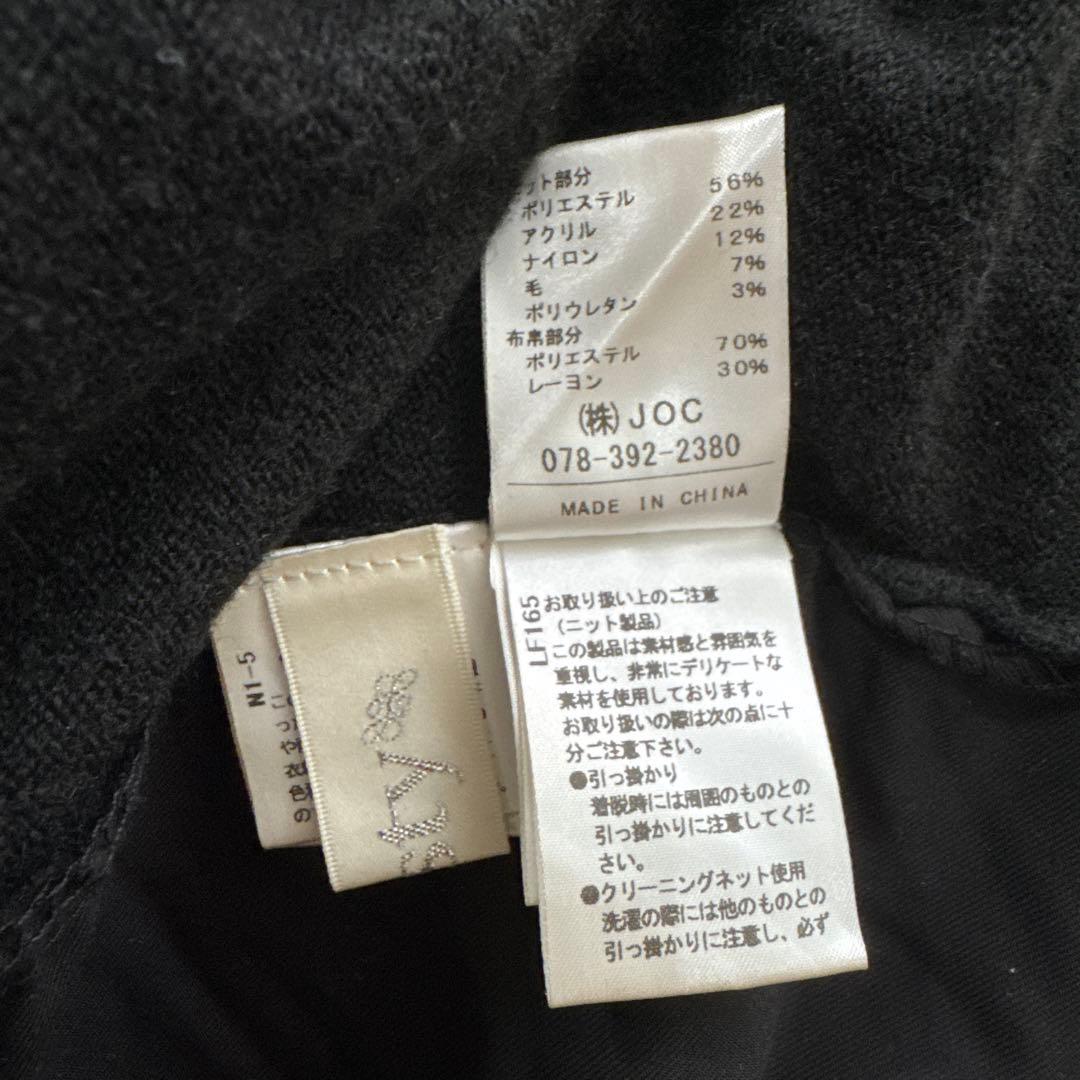 ット部分
ポリエステル 56%
アクリル 22%
ナイロン 12%
毛 7%
ポリウレタン 3%
布帛部分
ポリエステル 70%
レーヨン 30%
(株)JOC
078-392-2380
MADE IN CHINA
LF165
お取り扱い上のご注意
(ニット製品)
この製品は素材感と雰囲気を
重視し、非常にデリケートな
素材を使用しております。
お取り扱いの際は次の点に十
分ご注意下さい。
●引っ掛かり
着脱時には周囲のものとの
引っ掛かりに注意してくだ
さい。
●クリーニングネット使用
洗濯の際には他のものとの
引っ掛かりに注意し、必ず
N1-5
こ
っ
や
衣
色
の
sty